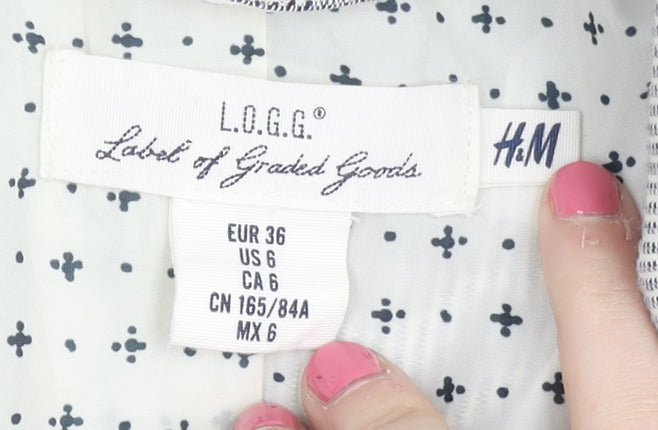 L.O.G.G.®
Label of Graded Goods
H&M
EUR 36
US 6
CA 6
CN 165/84A
MX 6